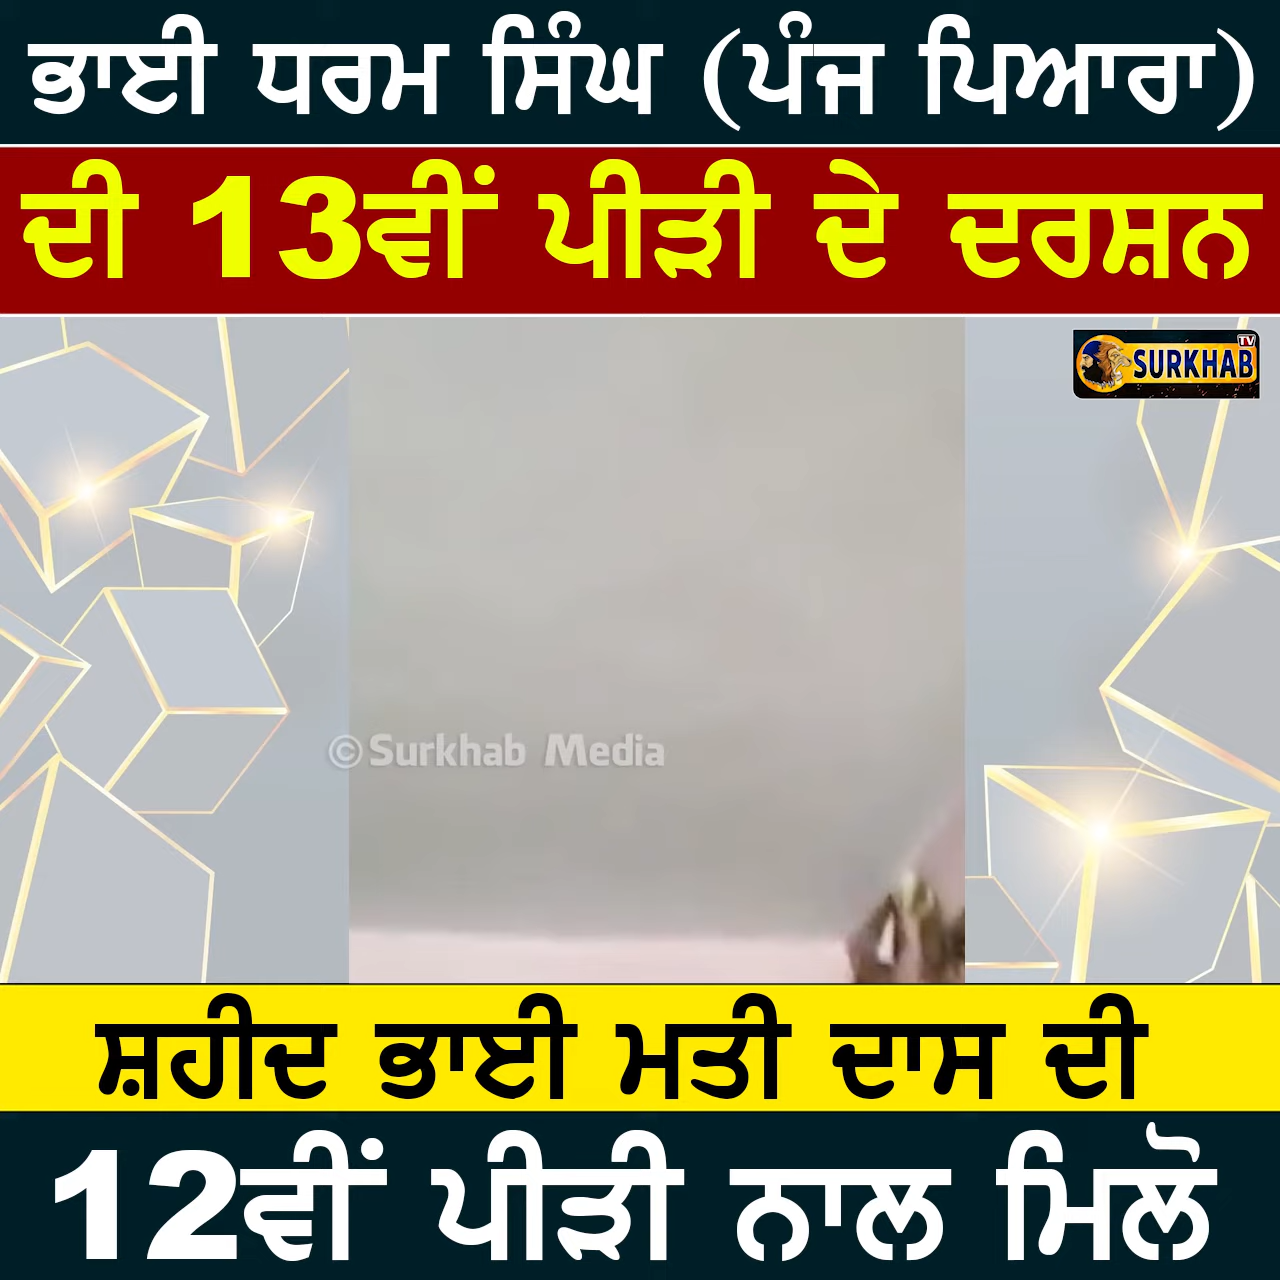 ਭਾਈ ਧਰਮ ਸਿੰਘ (ਪੰਜ ਪਿਆਰਾ)
ਦੀ 13ਵੀਂ ਪੀੜੀ ਦੇ ਦਰਸ਼ਨ
SURKHAB TV
©Surkhab Media
ਸ਼ਹੀਦ ਭਾਈ ਮਤੀ ਦਾਸ ਦੀ
12ਵੀਂ ਪੀੜੀ ਨਾਲ ਮਿਲੋ